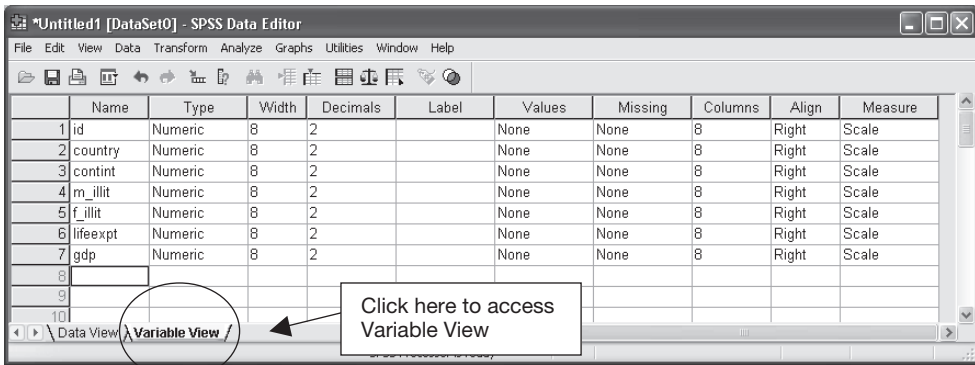 *Untitled1 [DataSet0] - SPSS Data Editor
File Edit View Data Transform Analyze Graphs Utilities Window Help
Name Type Width Decimals Label Values Missing Columns Align Measure
1 id Numeric 8 2 None None 8 Right Scale
2 country Numeric 8 2 None None 8 Right Scale
3 contint Numeric 8 2 None None 8 Right Scale
4 m_illit Numeric 8 2 None None 8 Right Scale
5 f_illit Numeric 8 2 None None 8 Right Scale
6 lifeexpt Numeric 8 2 None None 8 Right Scale
7 gdp Numeric 8 2 None None 8 Right Scale
8
9
10
Click here to access
Variable View
Data View Variable View